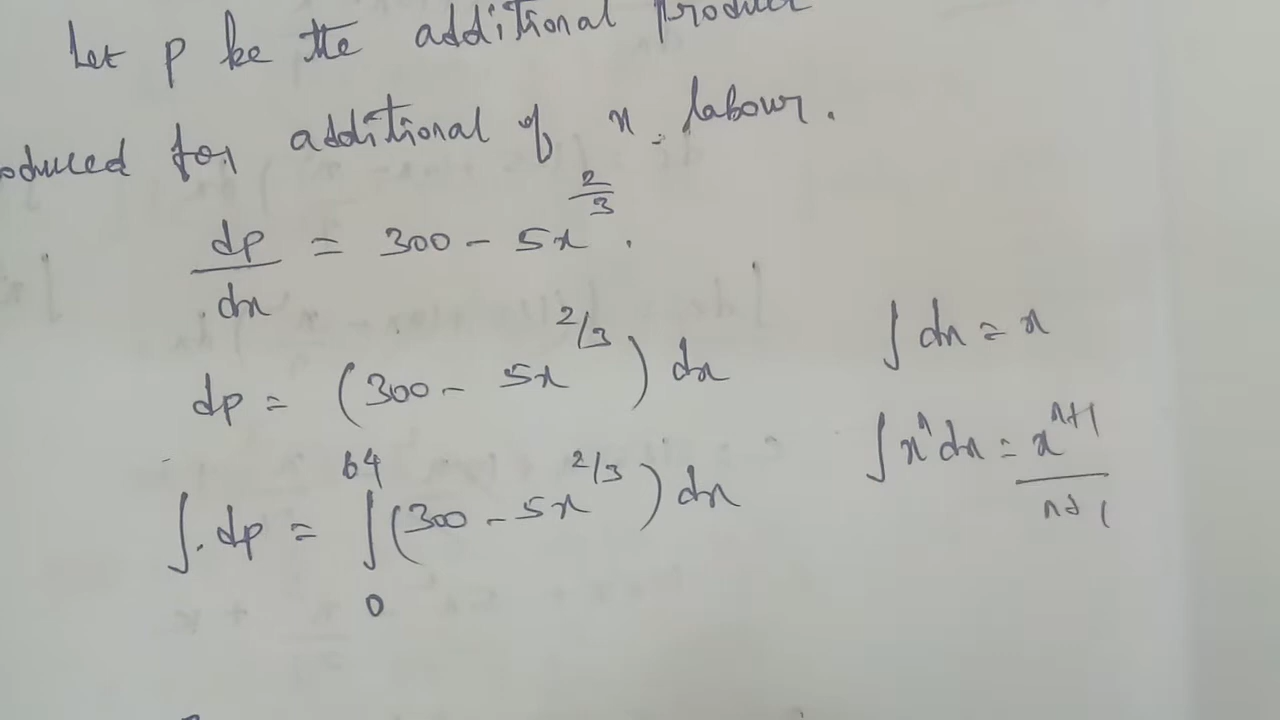 Let p be the additional product
oduced for additional of x labour.
dp/dx = 300 - 5x^(2/3).
dp = (300 - 5x^(2/3)) dx
∫dx = x
∫x^n dx = x^(n+1)/(n+1)
∫dp = ∫_0^64 (300 - 5x^(2/3)) dx